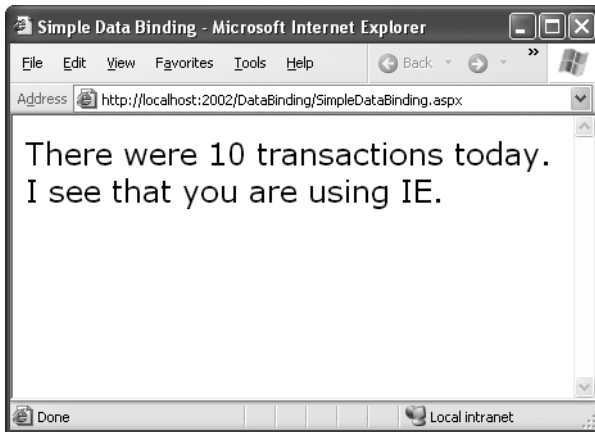 Simple Data Binding - Microsoft Internet Explorer
File Edit View Favorites Tools Help Back »
Address http://localhost:2002/DataBinding/SimpleDataBinding.aspx
There were 10 transactions today.
I see that you are using IE.
Done Local intranet